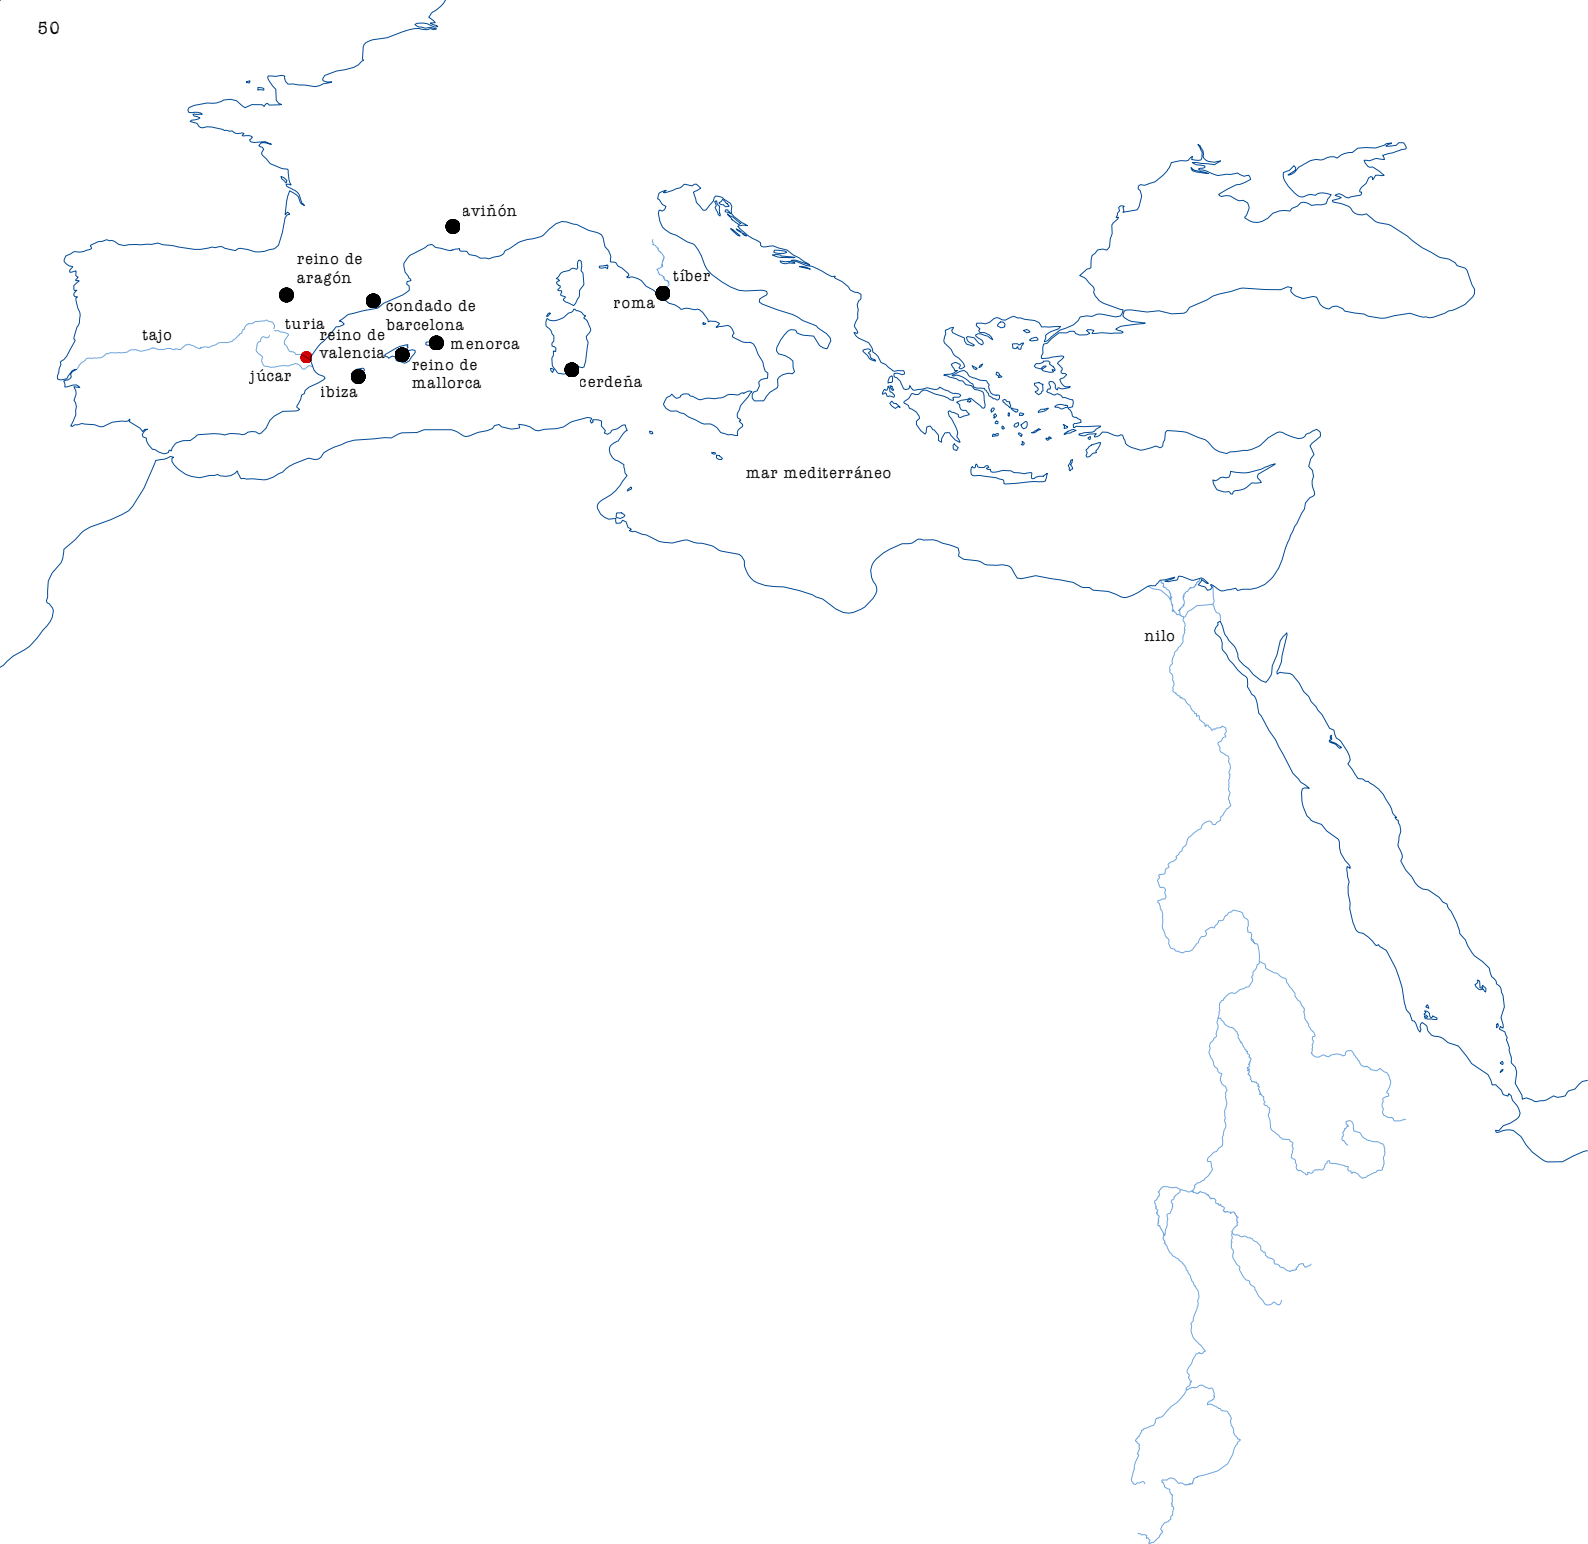 50
aviñón
reino de
aragón
tíber
roma
condado de
barcelona
turia
tajo
reino de
valencia
menorca
reino de
mallorca
júcar
ibiza
cerdeña
mar mediterráneo
nilo